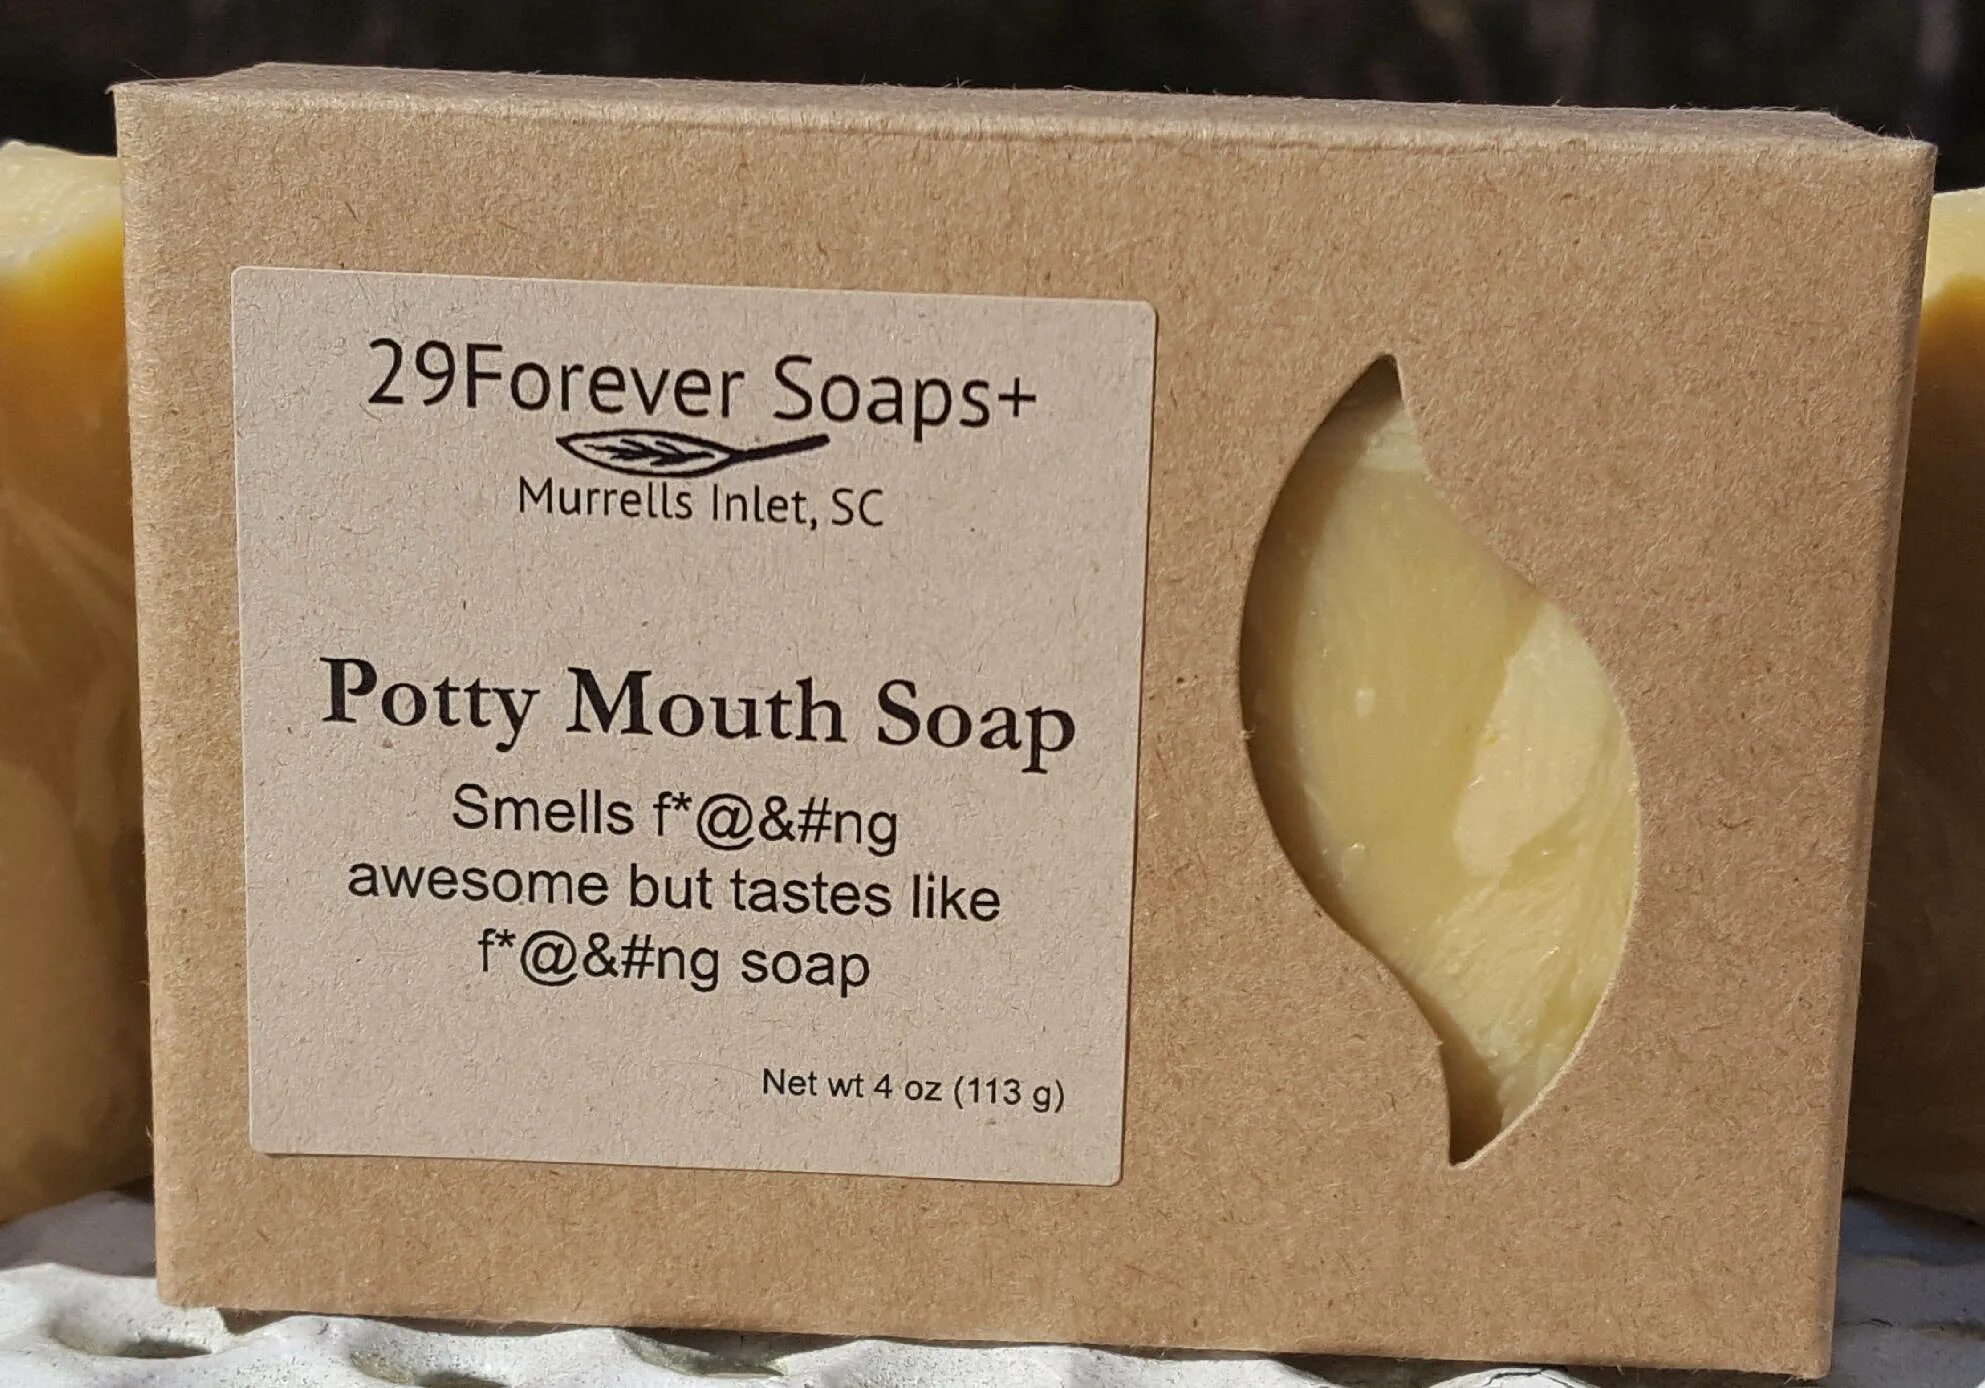 29Forever Soaps+
Murrells Inlet, SC
Potty Mouth Soap
Smells f*@&#ng
awesome but tastes like
f*@&#ng soap
Net wt 4 oz (113 g)